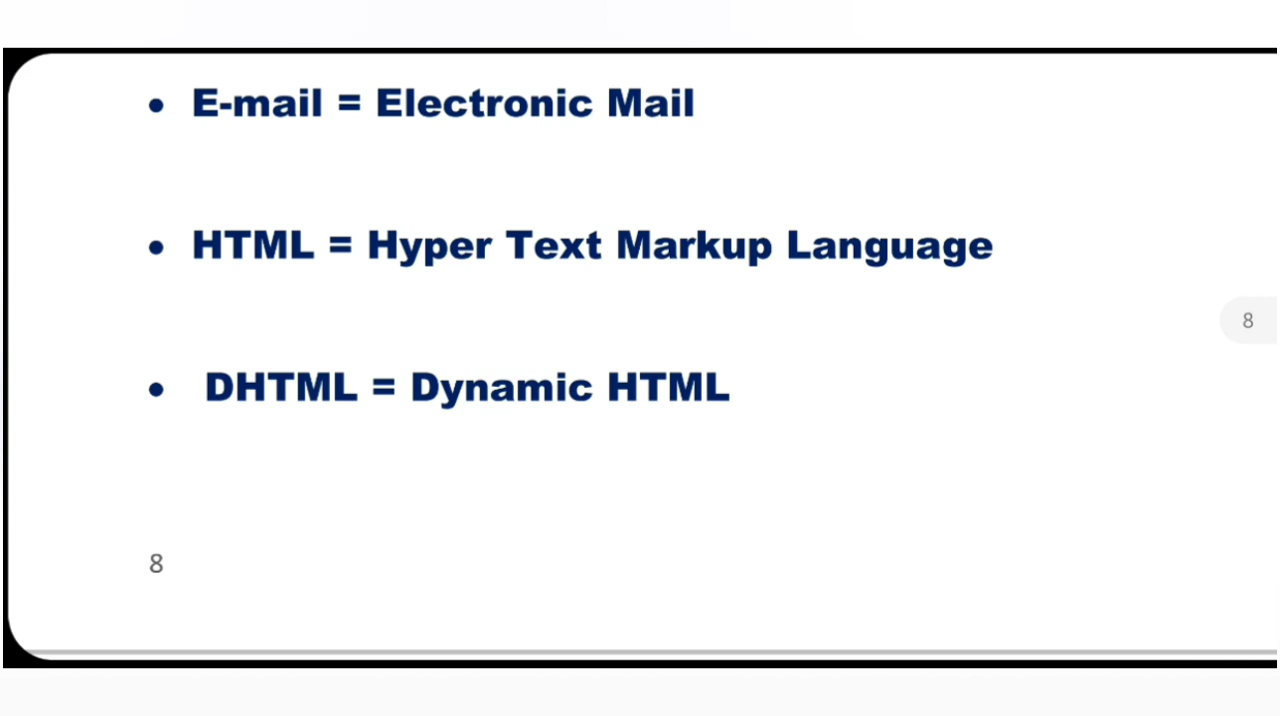 • E-mail = Electronic Mail
• HTML = Hyper Text Markup Language
8
• DHTML = Dynamic HTML
8